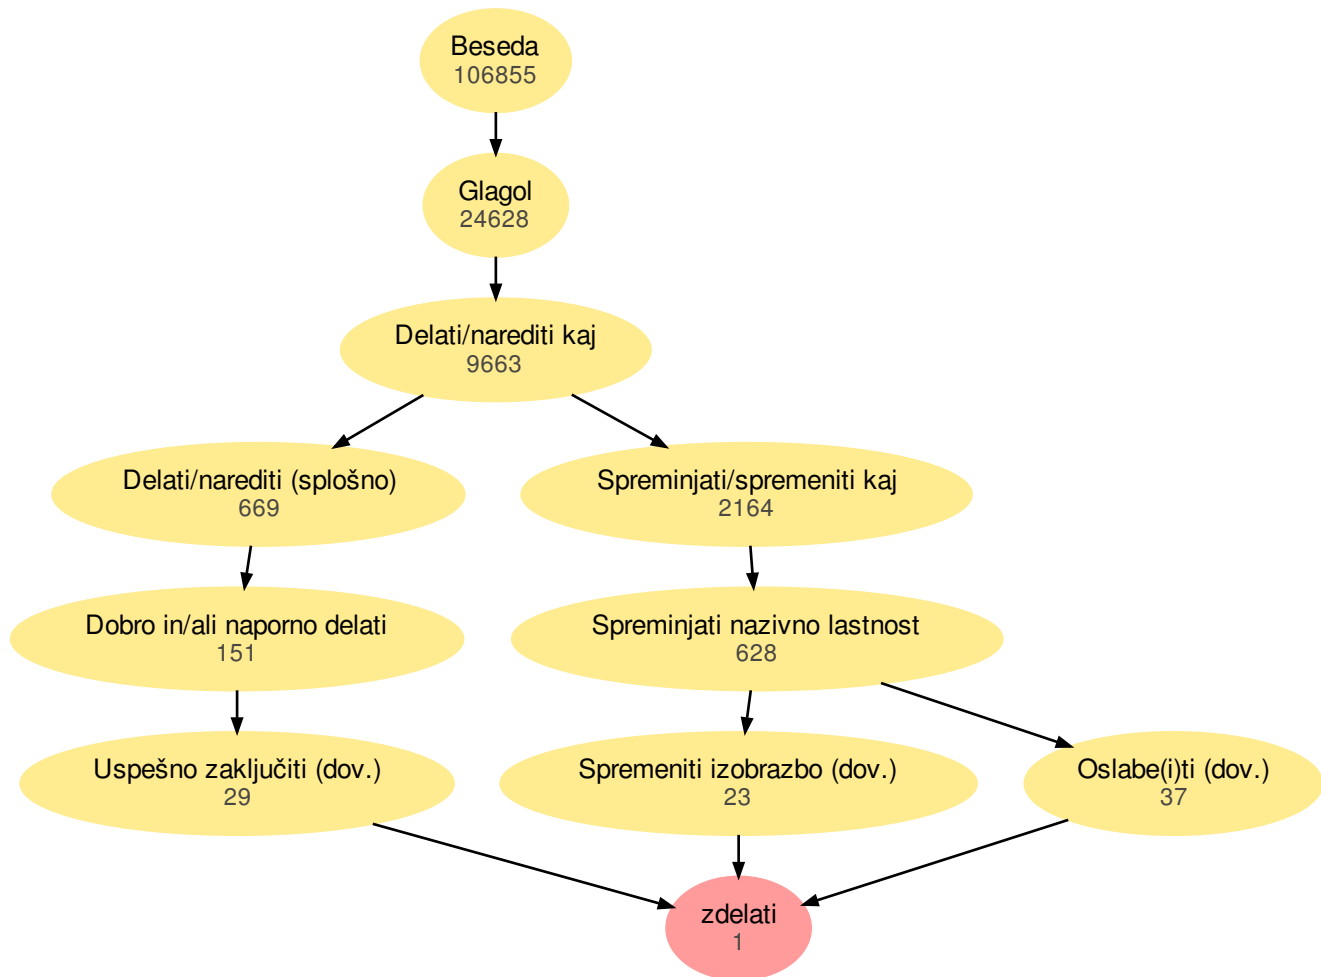 Beseda
106855
Glagol
24628
Delati/narediti kaj
9663
Delati/narediti (splošno)
669
Spreminjati/spremeniti kaj
2164
Dobro in/ali naporno delati
151
Spreminjati nazivno lastnost
628
Uspešno zaključiti (dov.)
29
Spremeniti izobrazbo (dov.)
23
Oslabe(i)ti (dov.)
37
zdelati
1